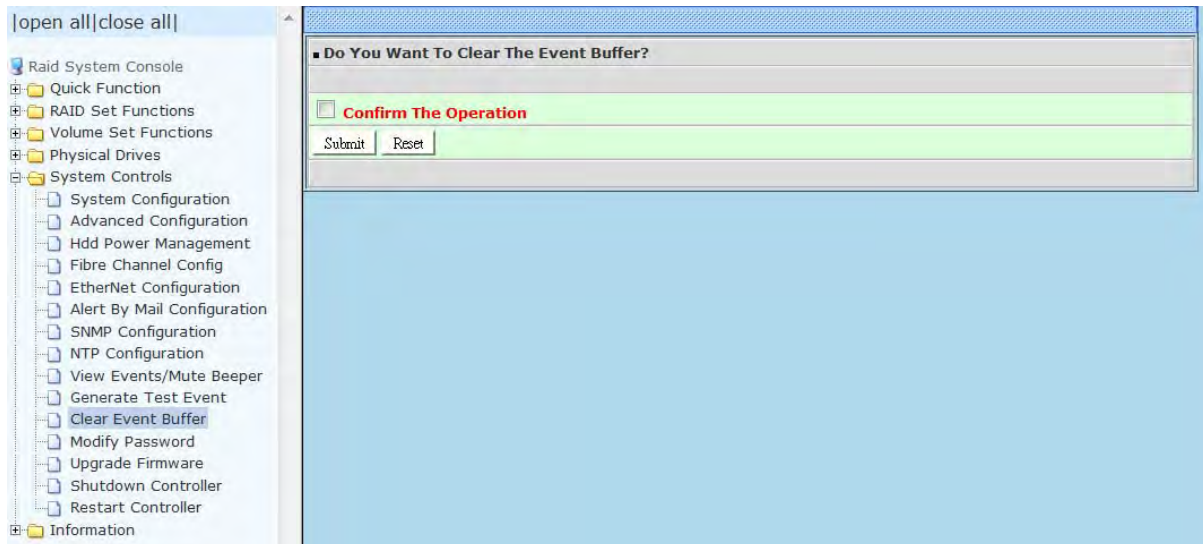 |open all|close all|
Raid System Console
Quick Function
RAID Set Functions
Volume Set Functions
Physical Drives
System Controls
System Configuration
Advanced Configuration
Hdd Power Management
Fibre Channel Config
EtherNet Configuration
Alert By Mail Configuration
SNMP Configuration
NTP Configuration
View Events/Mute Beeper
Generate Test Event
Clear Event Buffer
Modify Password
Upgrade Firmware
Shutdown Controller
Restart Controller
Information
Do You Want To Clear The Event Buffer?
Confirm The Operation
Submit Reset